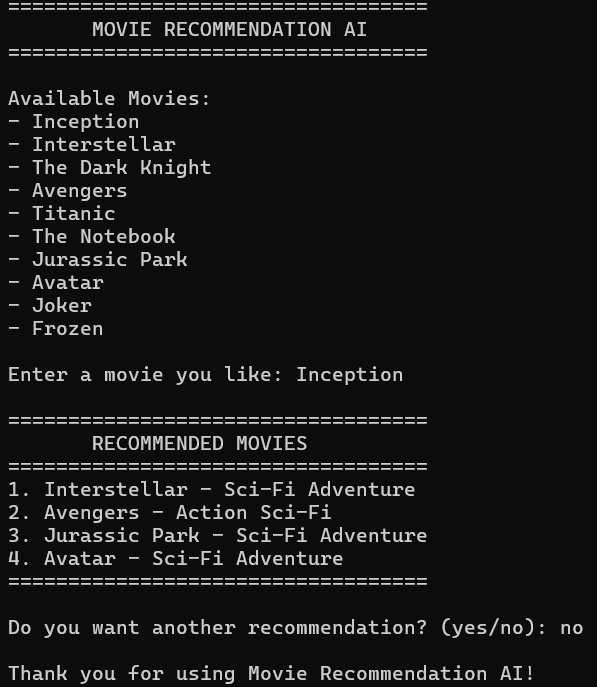 ===================================
       MOVIE RECOMMENDATION AI
===================================

Available Movies:
- Inception
- Interstellar
- The Dark Knight
- Avengers
- Titanic
- The Notebook
- Jurassic Park
- Avatar
- Joker
- Frozen

Enter a movie you like: Inception

===================================
       RECOMMENDED MOVIES
===================================
1. Interstellar - Sci-Fi Adventure
2. Avengers - Action Sci-Fi
3. Jurassic Park - Sci-Fi Adventure
4. Avatar - Sci-Fi Adventure
===================================

Do you want another recommendation? (yes/no): no

Thank you for using Movie Recommendation AI!